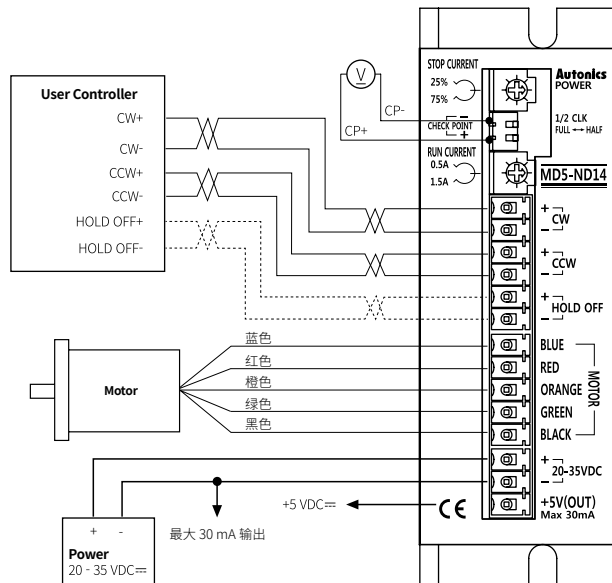 User Controller
CW+
CW-
CCW+
CCW-
HOLD OFF+
HOLD OFF-
V
CP-
CP+
STOP CURRENT
25%
75%
CHECK POINT
−
+
RUN CURRENT
0.5A
1.5A
Autonics
POWER
1/2 CLK
FULL ↔ HALF
MD5-ND14
+
CW
−
+
CCW
−
+
HOLD OFF
−
BLUE
RED
ORANGE
GREEN
BLACK
MOTOR
+
20-35VDC
−
+5V(OUT)
Max 30mA
Motor
蓝色
红色
橙色
绿色
黑色
+5 VDC⎓
CE
最大 30 mA 输出
+ -
Power
20 - 35 VDC⎓